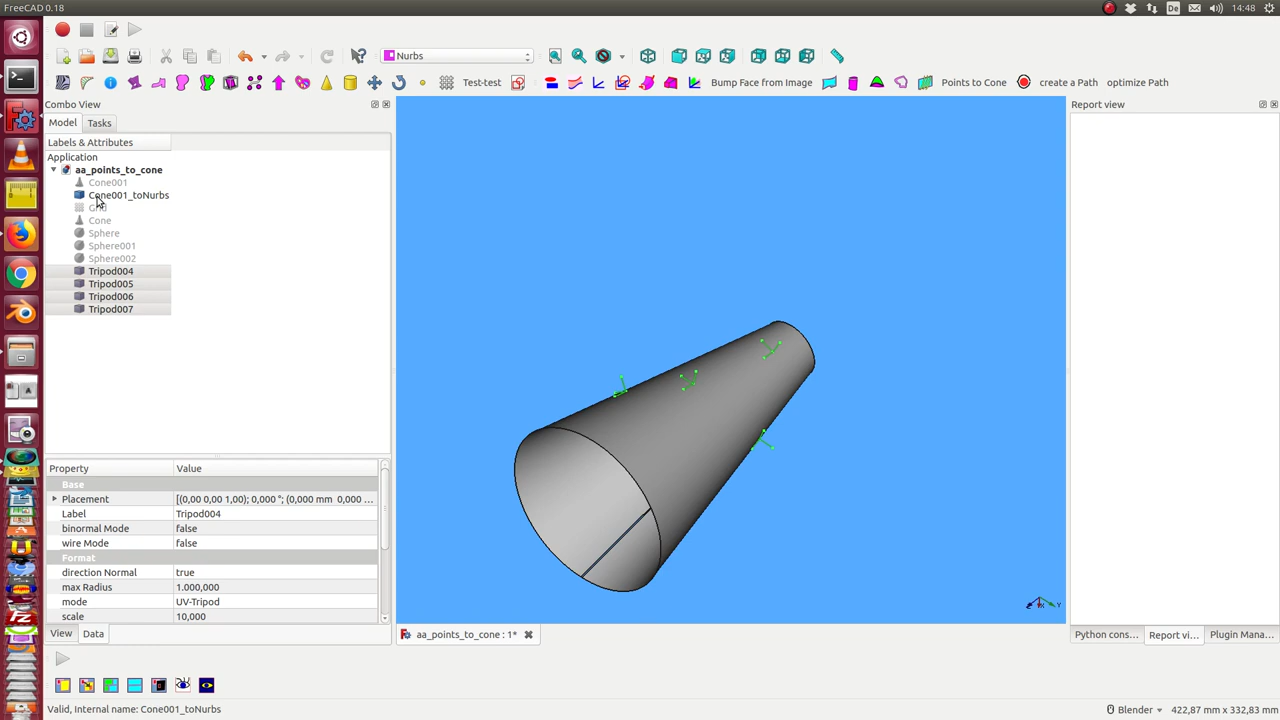 FreeCAD 0.18
De
14:48
Nurbs
Test-test
Bump Face from Image
Points to Cone
create a Path
optimize Path
Combo View
Report view
Model
Tasks
Labels & Attributes
Application
aa_points_to_cone
Cone001
Cone001_toNurbs
Cone
Sphere
Sphere001
Sphere002
Tripod004
Tripod005
Tripod006
Tripod007
Property Value
Base
Placement [(0,00 0,00 1,00); 0,000 °; (0,000 mm 0,000 ...
Label Tripod004
binormal Mode false
wire Mode false
Format
direction Normal true
max Radius 1.000,000
mode UV-Tripod
scale 10,000
View
Data
aa_points_to_cone : 1*
Python cons...
Report vi...
Plugin Mana...
Valid, Internal name: Cone001_toNurbs
Blender
422,87 mm x 332,83 mm